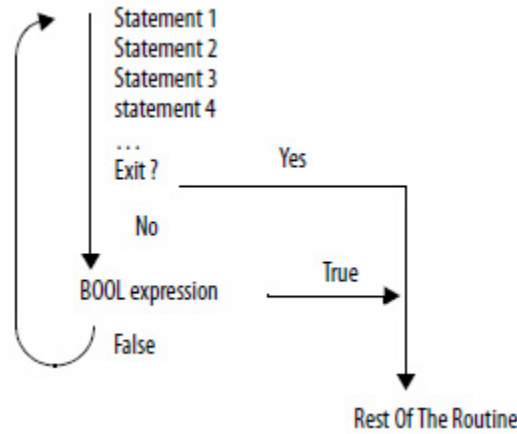 Statement 1
Statement 2
Statement 3
statement 4
...
Exit ?
Yes
No
BOOL expression
True
False
Rest Of The Routine